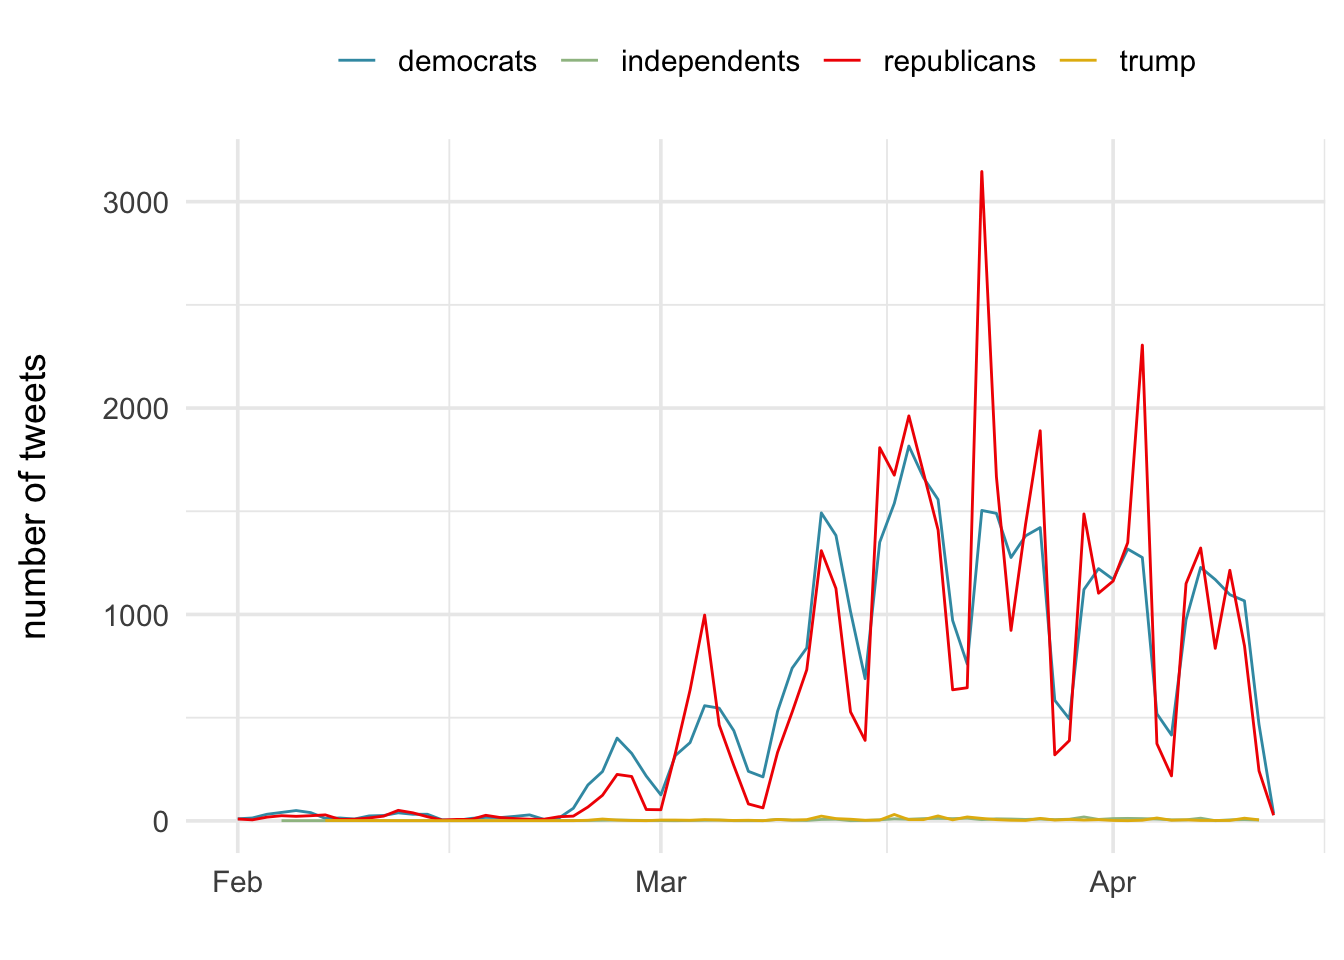 democrats independents republicans trump
number of tweets
3000
2000
1000
0
Feb Mar Apr